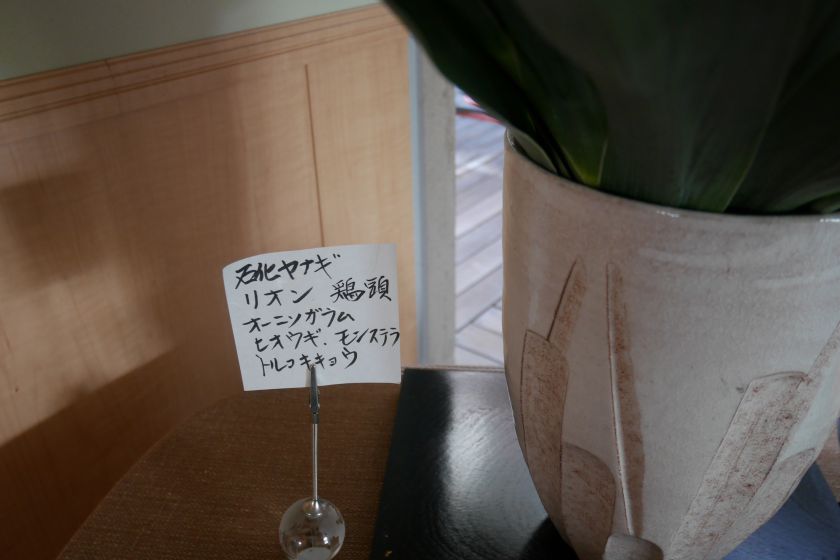 石化ヤナギ
リオン 鶏頭
オーニソガラム
ヒオウギ. モンステラ
トルコキキョウ